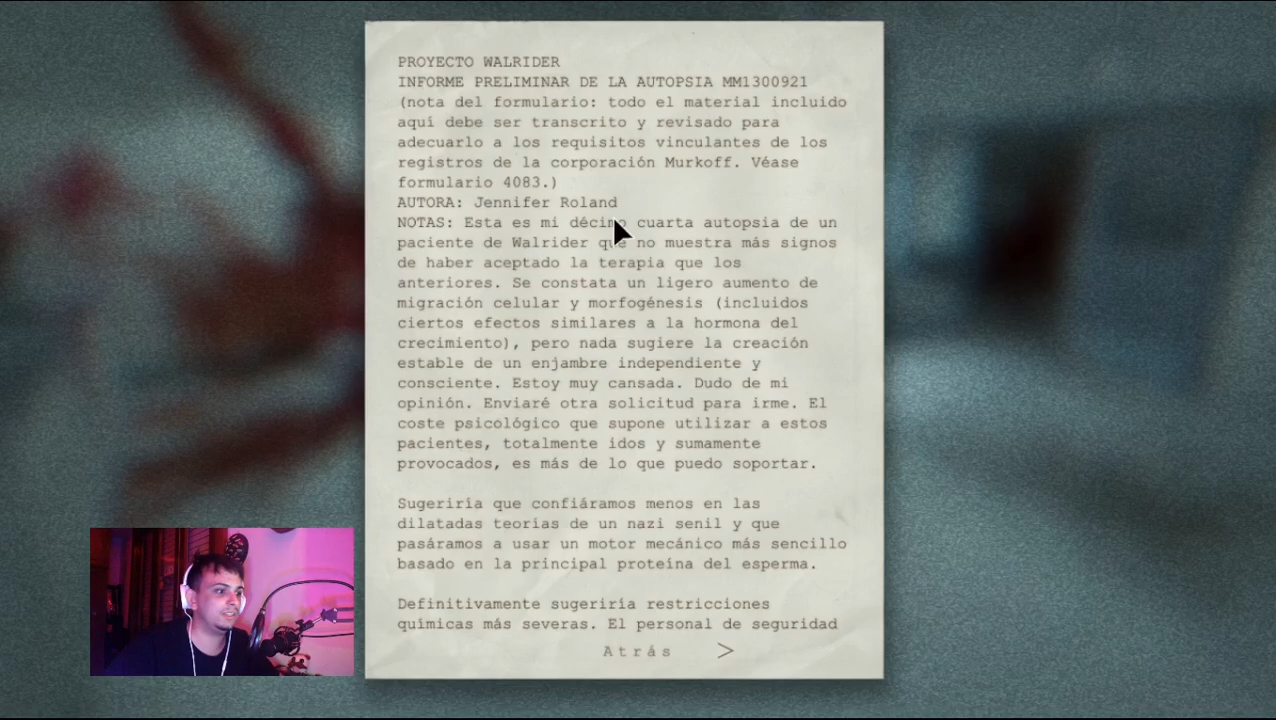 PROYECTO WALRIDER
INFORME PRELIMINAR DE LA AUTOPSIA MM1300921
(nota del formulario: todo el material incluido
aquí debe ser transcrito y revisado para
adecuarlo a los requisitos vinculantes de los
registros de la corporación Murkoff. Véase
formulario 4083.)
AUTORA: Jennifer Roland
NOTAS: Esta es mi décimo cuarta autopsia de un
paciente de Walrider que no muestra más signos
de haber aceptado la terapia que los
anteriores. Se constata un ligero aumento de
migración celular y morfogénesis (incluidos
ciertos efectos similares a la hormona del
crecimiento), pero nada sugiere la creación
estable de un enjambre independiente y
consciente. Estoy muy cansada. Dudo de mi
opinión. Enviaré otra solicitud para irme. El
coste psicológico que supone utilizar a estos
pacientes, totalmente idos y sumamente
provocados, es más de lo que puedo soportar.
Sugeriría que confiáramos menos en las
dilatadas teorías de un nazi senil y que
pasáramos a usar un motor mecánico más sencillo
basado en la principal proteína del esperma.
Definitivamente sugeriría restricciones
químicas más severas. El personal de seguridad
Atrás >